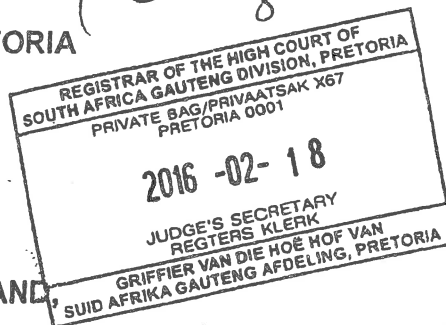 ORIA
REGISTRAR OF THE HIGH COURT OF
SOUTH AFRICA GAUTENG DIVISION, PRETORIA
PRIVATE BAG/PRIVAATSAK X67
PRETORIA 0001
2016 -02- 18
JUDGE'S SECRETARY
REGTERS KLERK
AND,
GRIFFIER VAN DIE HOË HOF VAN
SUID AFRIKA GAUTENG AFDELING, PRETORIA